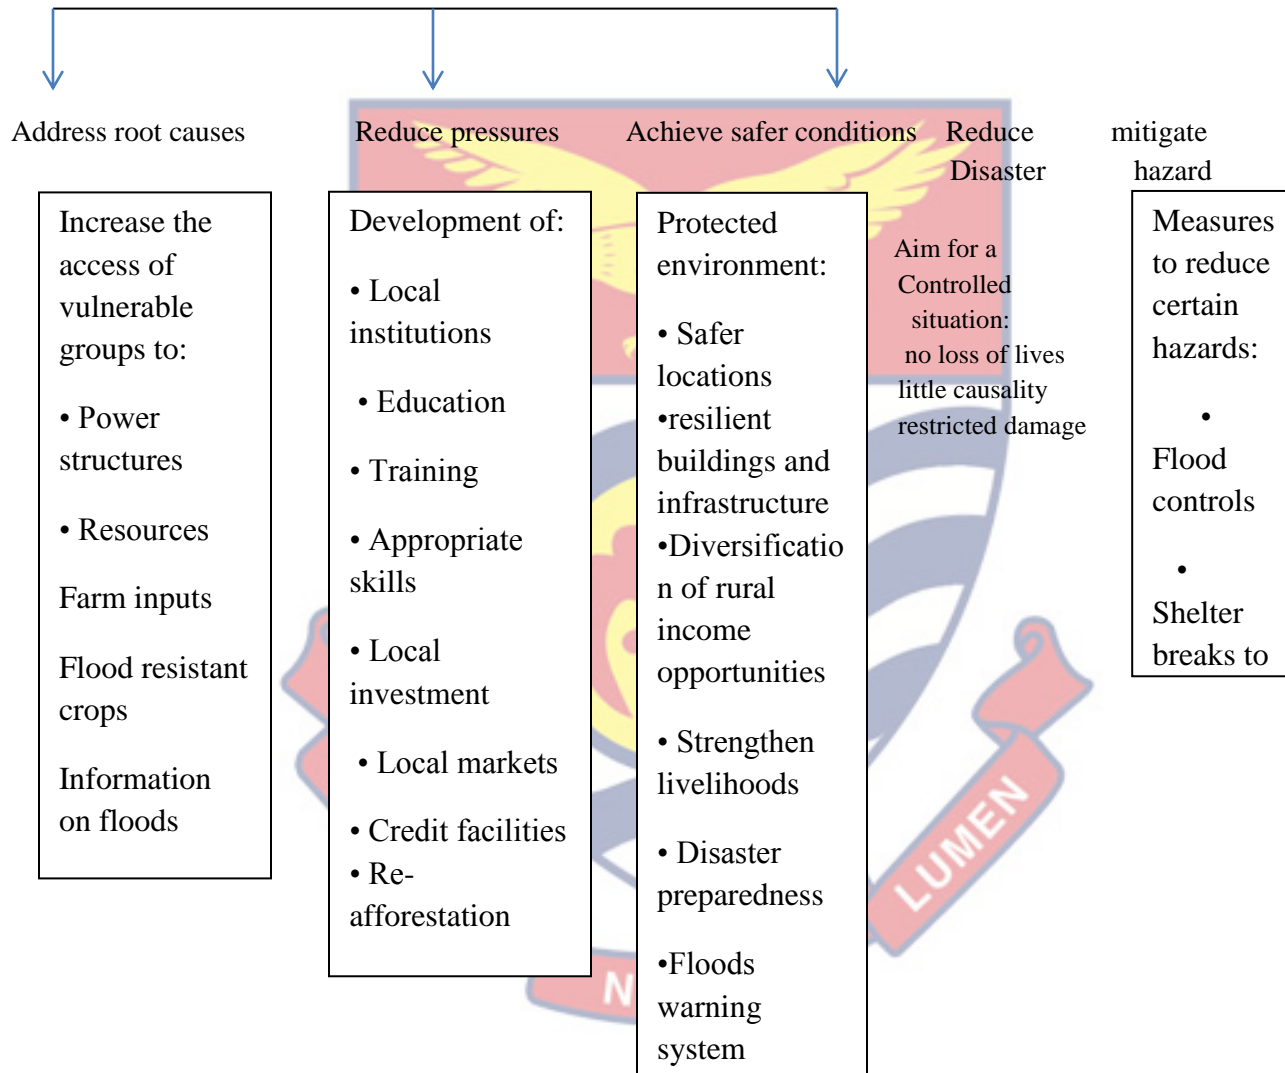 Address root causes
Reduce pressures
Achieve safer conditions
Reduce
Disaster
mitigate
hazard
Increase the
access of
vulnerable
groups to:
• Power
structures
• Resources
Farm inputs
Flood resistant
crops
Information
on floods
Development of:
• Local
institutions
• Education
• Training
• Appropriate
skills
• Local
investment
• Local markets
• Credit facilities
• Re-
afforestation
Protected
environment:
• Safer
locations
•resilient
buildings and
infrastructure
•Diversificatio
n of rural
income
opportunities
• Strengthen
livelihoods
• Disaster
preparedness
•Floods
warning
system
Aim for a
Controlled
situation:
no loss of lives
little causality
restricted damage
Measures
to reduce
certain
hazards:
•
Flood
controls
•
Shelter
breaks to
LUMEN